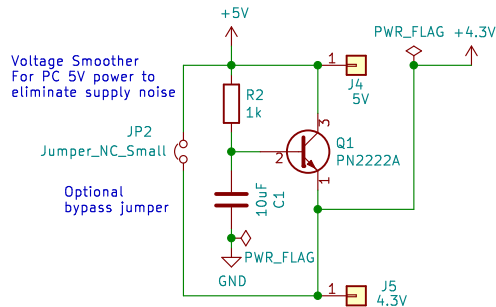 +5V
PWR_FLAG +4.3V
Voltage Smoother
For PC 5V power to
eliminate supply noise
1
J4
5V
R2
1k
JP2
Jumper_NC_Small
3
Q1
PN2222A
2
1
Optional
bypass jumper
10uF
C1
PWR_FLAG
GND
1
J5
4.3V